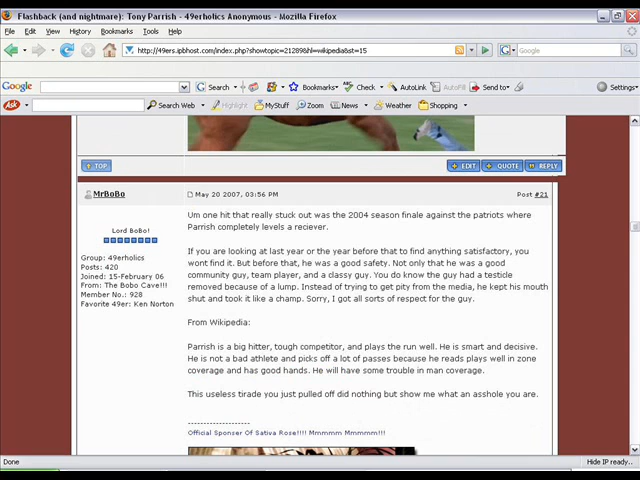 Flashback (and nightmare): Tony Parrish - 49erholics Anonymous - Mozilla Firefox
File Edit View History Bookmarks Tools Help
http://49ers.ipbhost.com/index.php?showtopic=21289&hl=wikipedia&st=15
Google
Google Search Bookmarks Check AutoLink AutoFill Send to Settings
Ask Search Web Highlight MyStuff Zoom News Weather Shopping
TOP EDIT QUOTE REPLY
MrBoBo May 20 2007, 03:56 PM Post #21
Lord BoBo!
Group: 49erholics
Posts: 420
Joined: 15-February 06
From: The Bobo Cave!!!
Member No.: 928
Favorite 49er: Ken Norton
Um one hit that really stuck out was the 2004 season finale against the patriots where
Parrish completely levels a reciever.
If you are looking at last year or the year before that to find anything satisfactory, you
wont find it. But before that, he was a good safety. Not only that he was a good
community guy, team player, and a classy guy. You do know the guy had a testicle
removed because of a lump. Instead of trying to get pity from the media, he kept his mouth
shut and took it like a champ. Sorry, I got all sorts of respect for the guy.
From Wikipedia:
Parrish is a big hitter, tough competitor, and plays the run well. He is smart and decisive.
He is not a bad athlete and picks off a lot of passes because he reads plays well in zone
coverage and has good hands. He will have some trouble in man coverage.
This useless tirade you just pulled off did nothing but show me what an asshole you are.
--------------------
Official Sponser Of Sativa Rose!!!! Mmmmm Mmmmm!!!
Done Hide IP ready...